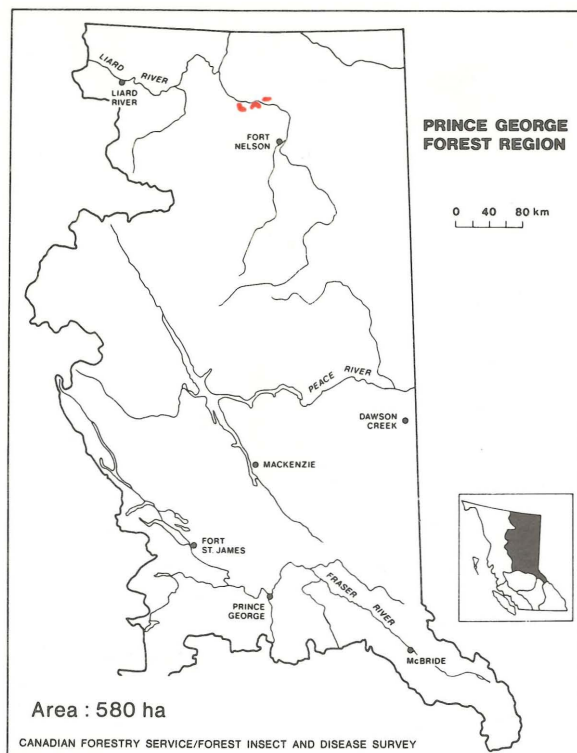 LIARD
RIVER
LIARD
RIVER
FORT
NELSON
PRINCE GEORGE
FOREST REGION
0 40 80 km
PEACE RIVER
DAWSON
CREEK
MACKENZIE
FORT
ST. JAMES
PRINCE
GEORGE
FRASER
RIVER
McBRIDE
Area : 580 ha
CANADIAN FORESTRY SERVICE/FOREST INSECT AND DISEASE SURVEY